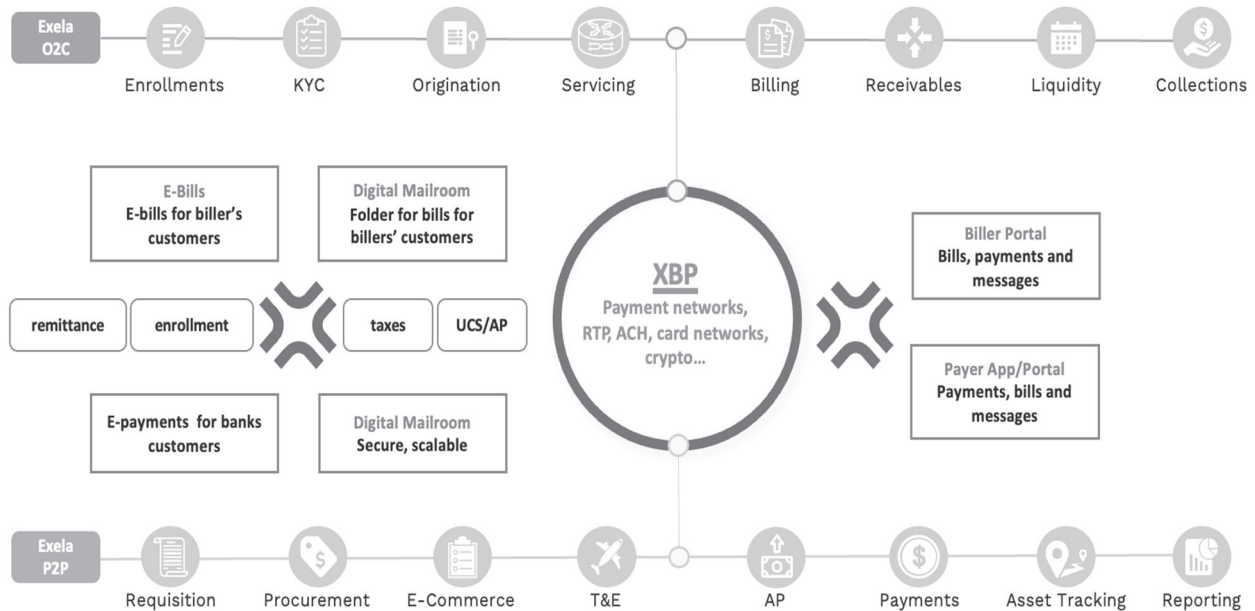 Exela
O2C
Enrollments
KYC
Origination
Servicing
Billing
Receivables
Liquidity
Collections
E-Bills
E-bills for biller’s
customers
Digital Mailroom
Folder for bills for
billers’ customers
remittance
enrollment
taxes
UCS/AP
E-payments for banks
customers
Digital Mailroom
Secure, scalable
XBP
Payment networks,
RTP, ACH, card networks,
crypto...
Biller Portal
Bills, payments and
messages
Payer App/Portal
Payments, bills and
messages
Exela
P2P
Requisition
Procurement
E-Commerce
T&E
AP
Payments
Asset Tracking
Reporting